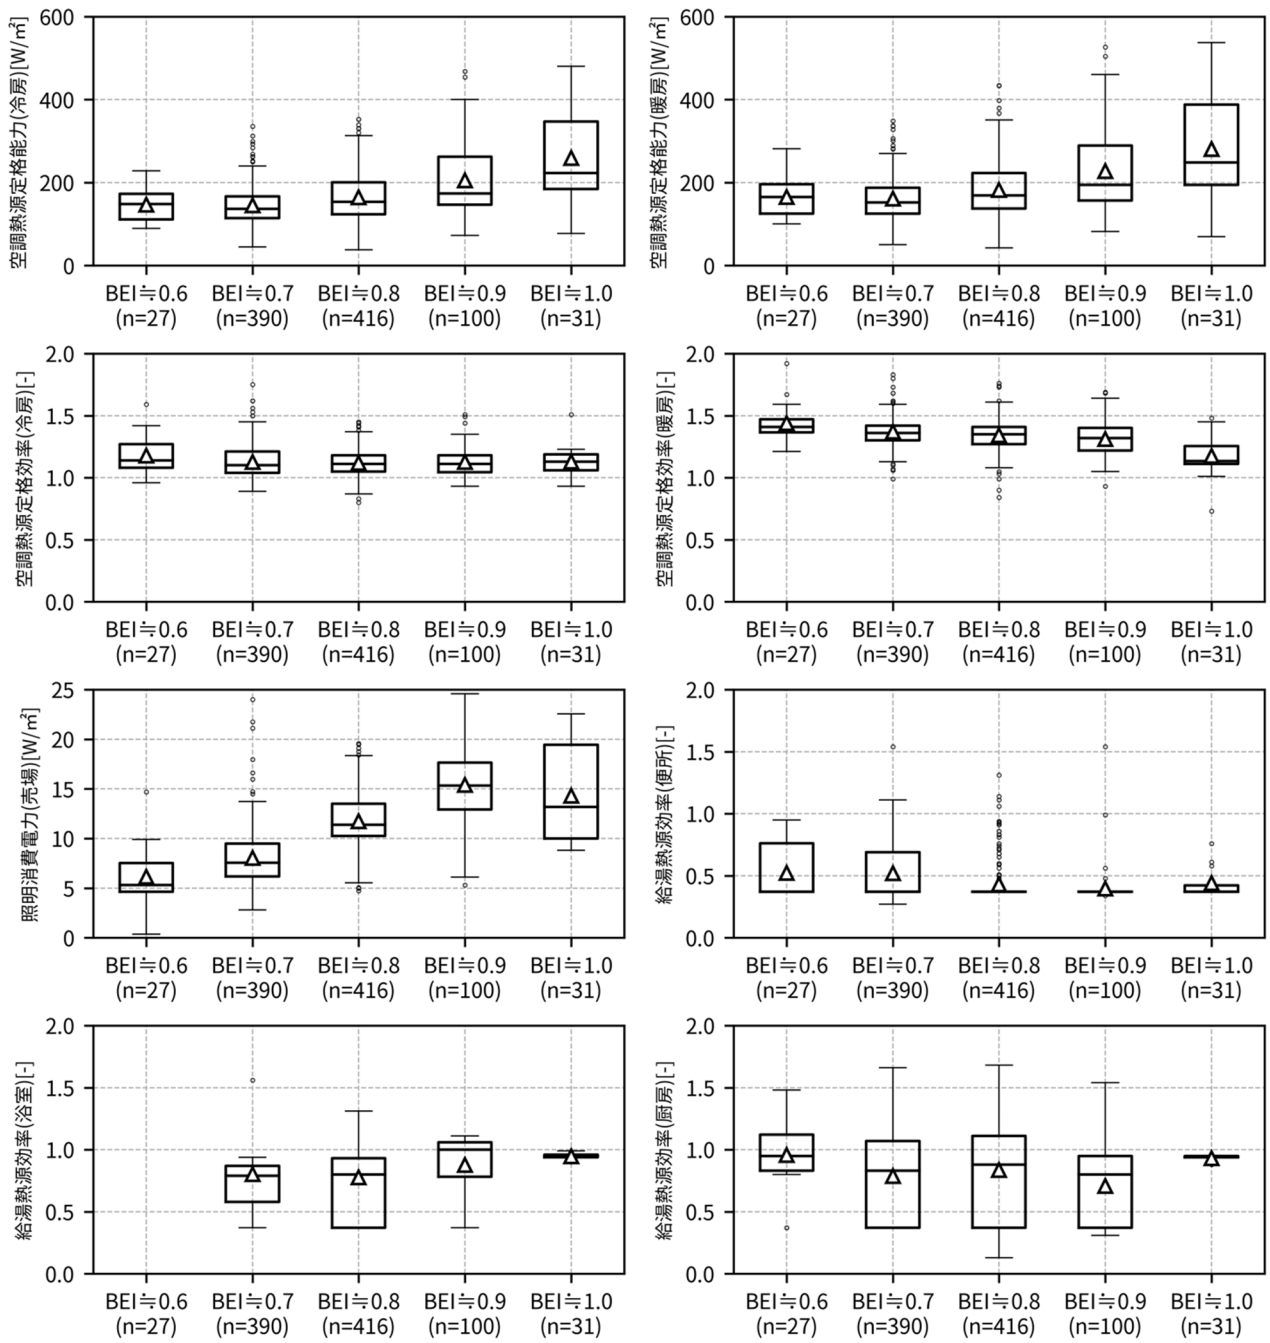 空調熱源定格能力(冷房)[W/㎡]
600
400
200
0
BEI≒0.6 BEI≒0.7 BEI≒0.8 BEI≒0.9 BEI≒1.0
(n=27) (n=390) (n=416) (n=100) (n=31)
空調熱源定格能力(暖房)[W/㎡]
600
400
200
0
BEI≒0.6 BEI≒0.7 BEI≒0.8 BEI≒0.9 BEI≒1.0
(n=27) (n=390) (n=416) (n=100) (n=31)
空調熱源定格効率(冷房)[-]
2.0
1.5
1.0
0.5
0.0
BEI≒0.6 BEI≒0.7 BEI≒0.8 BEI≒0.9 BEI≒1.0
(n=27) (n=390) (n=416) (n=100) (n=31)
空調熱源定格効率(暖房)[-]
2.0
1.5
1.0
0.5
0.0
BEI≒0.6 BEI≒0.7 BEI≒0.8 BEI≒0.9 BEI≒1.0
(n=27) (n=390) (n=416) (n=100) (n=31)
照明消費電力(売場)[W/㎡]
25
20
15
10
5
0
BEI≒0.6 BEI≒0.7 BEI≒0.8 BEI≒0.9 BEI≒1.0
(n=27) (n=390) (n=416) (n=100) (n=31)
給湯熱源効率(便所)[-]
2.0
1.5
1.0
0.5
0.0
BEI≒0.6 BEI≒0.7 BEI≒0.8 BEI≒0.9 BEI≒1.0
(n=27) (n=390) (n=416) (n=100) (n=31)
給湯熱源効率(浴室)[-]
2.0
1.5
1.0
0.5
0.0
BEI≒0.6 BEI≒0.7 BEI≒0.8 BEI≒0.9 BEI≒1.0
(n=27) (n=390) (n=416) (n=100) (n=31)
給湯熱源効率(厨房)[-]
2.0
1.5
1.0
0.5
0.0
BEI≒0.6 BEI≒0.7 BEI≒0.8 BEI≒0.9 BEI≒1.0
(n=27) (n=390) (n=416) (n=100) (n=31)